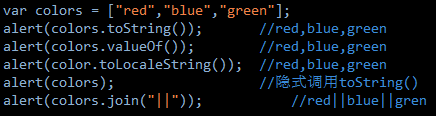 var colors = ["red","blue","green"];
alert(colors.toString());       //red,blue,green
alert(colors.valueOf());        //red,blue,green
alert(color.toLocaleString());  //red,blue,green
alert(colors);                  //隐式调用toString()
alert(colors.join("||"));           //red||blue||gren